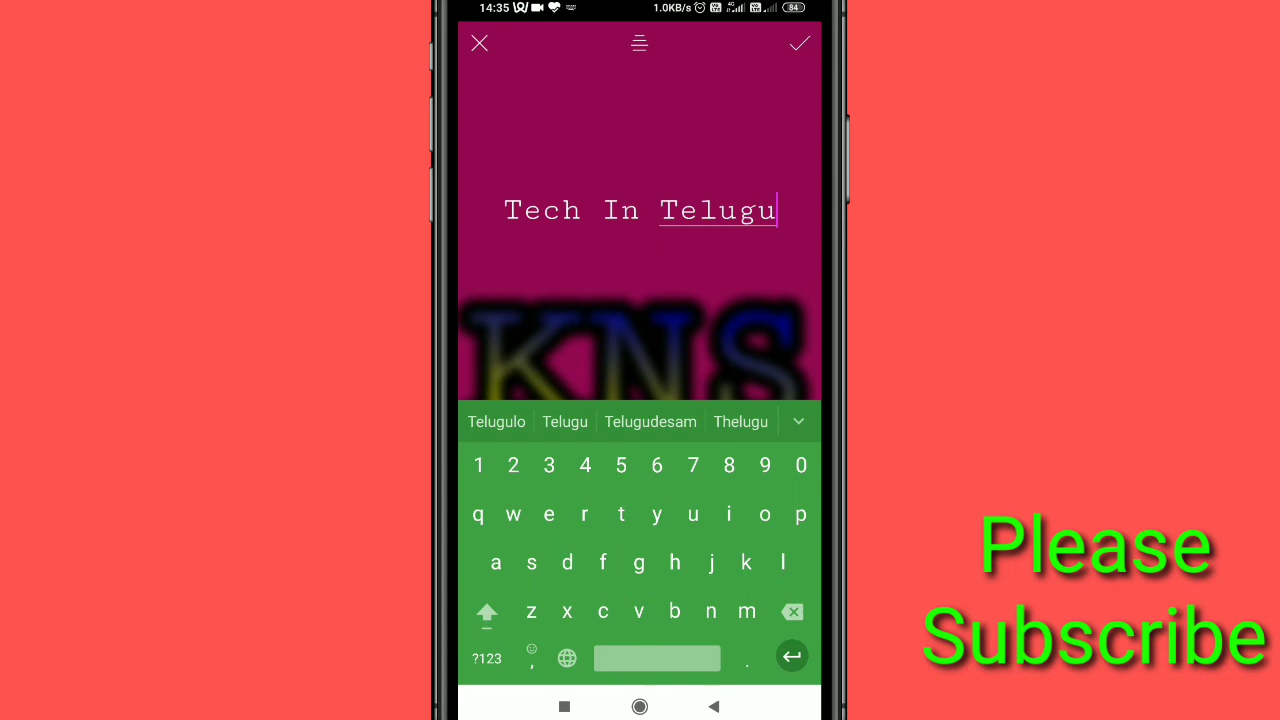 14:35 1.0KB/s 4G 84
Tech In Telugu
KNS
Telugulo Telugu Telugudesam Thelugu
1 2 3 4 5 6 7 8 9 0
q w e r t y u i o p
a s d f g h j k l
z x c v b n m
?123 , .
Please
Subscribe